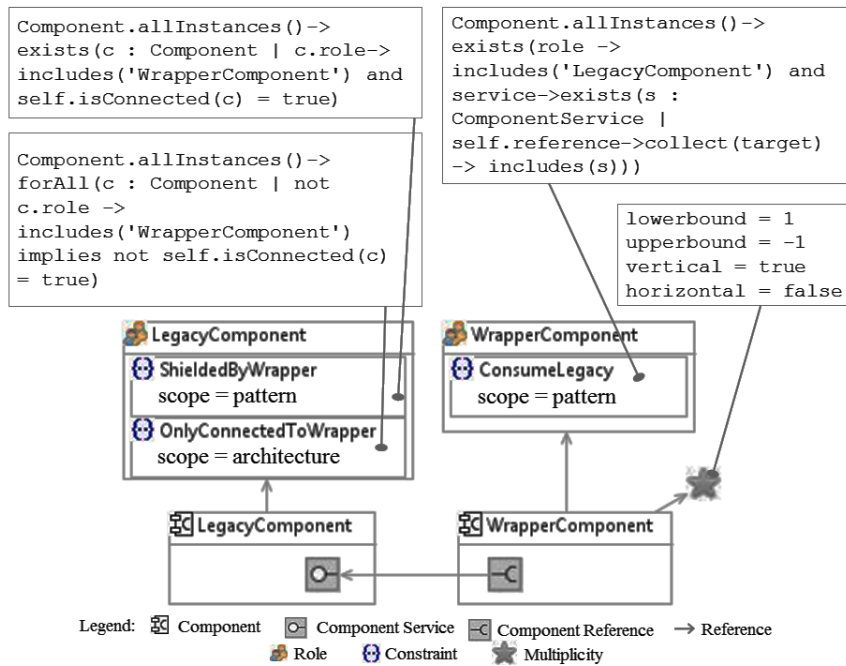 Component.allInstances()->
exists(c : Component | c.role->
includes('WrapperComponent') and
self.isConnected(c) = true)
Component.allInstances()->
forAll(c : Component | not
c.role ->
includes('WrapperComponent')
implies not self.isConnected(c)
= true)
Component.allInstances()->
exists(role ->
includes('LegacyComponent') and
service->exists(s :
ComponentService |
self.reference->collect(target)
-> includes(s)))
lowerbound = 1
upperbound = -1
vertical = true
horizontal = false
LegacyComponent
ShieldedByWrapper
scope = pattern
OnlyConnectedToWrapper
scope = architecture
WrapperComponent
ConsumeLegacy
scope = pattern
LegacyComponent
WrapperComponent
Legend: Component Component Service Component Reference Reference
Role Constraint Multiplicity